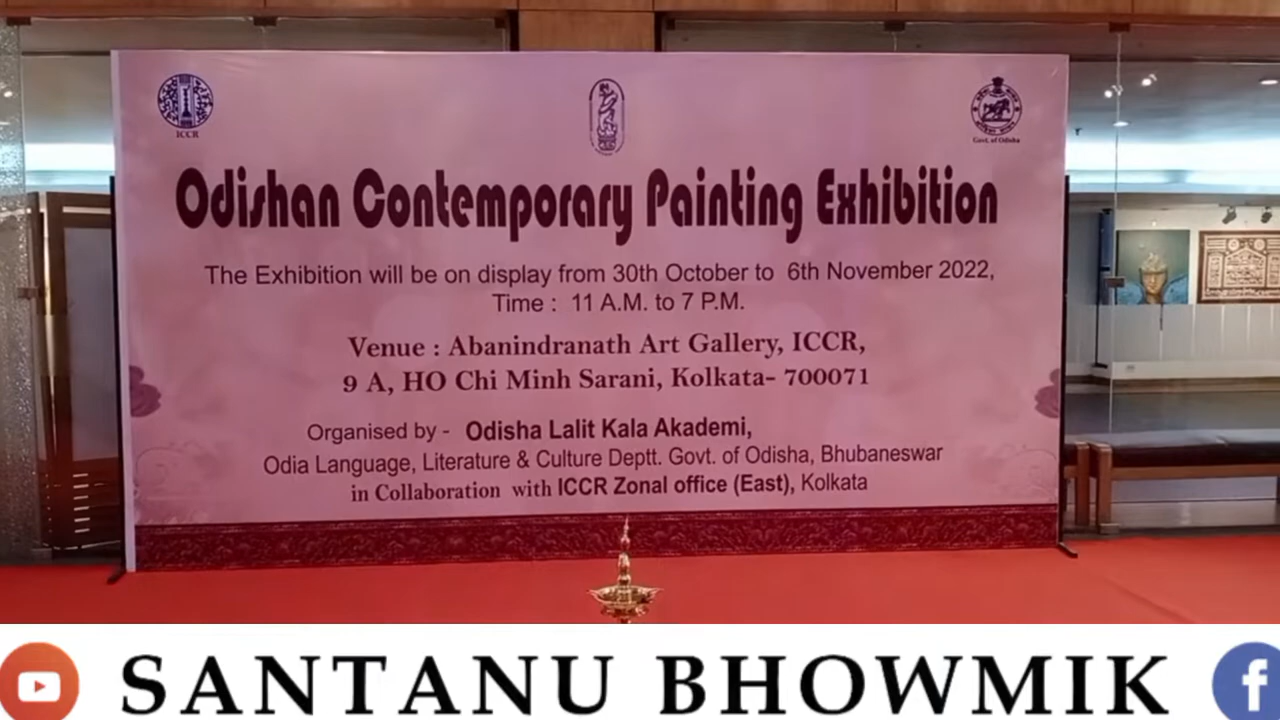 ICCR
Govt. of Odisha
Odishan Contemporary Painting Exhibition
The Exhibition will be on display from 30th October to 6th November 2022,
Time : 11 A.M. to 7 P.M.
Venue : Abanindranath Art Gallery, ICCR,
9 A, HO Chi Minh Sarani, Kolkata- 700071
Organised by - Odisha Lalit Kala Akademi,
Odia Language, Literature & Culture Deptt. Govt. of Odisha, Bhubaneswar
in Collaboration with ICCR Zonal office (East), Kolkata
SANTANU BHOWMIK
f